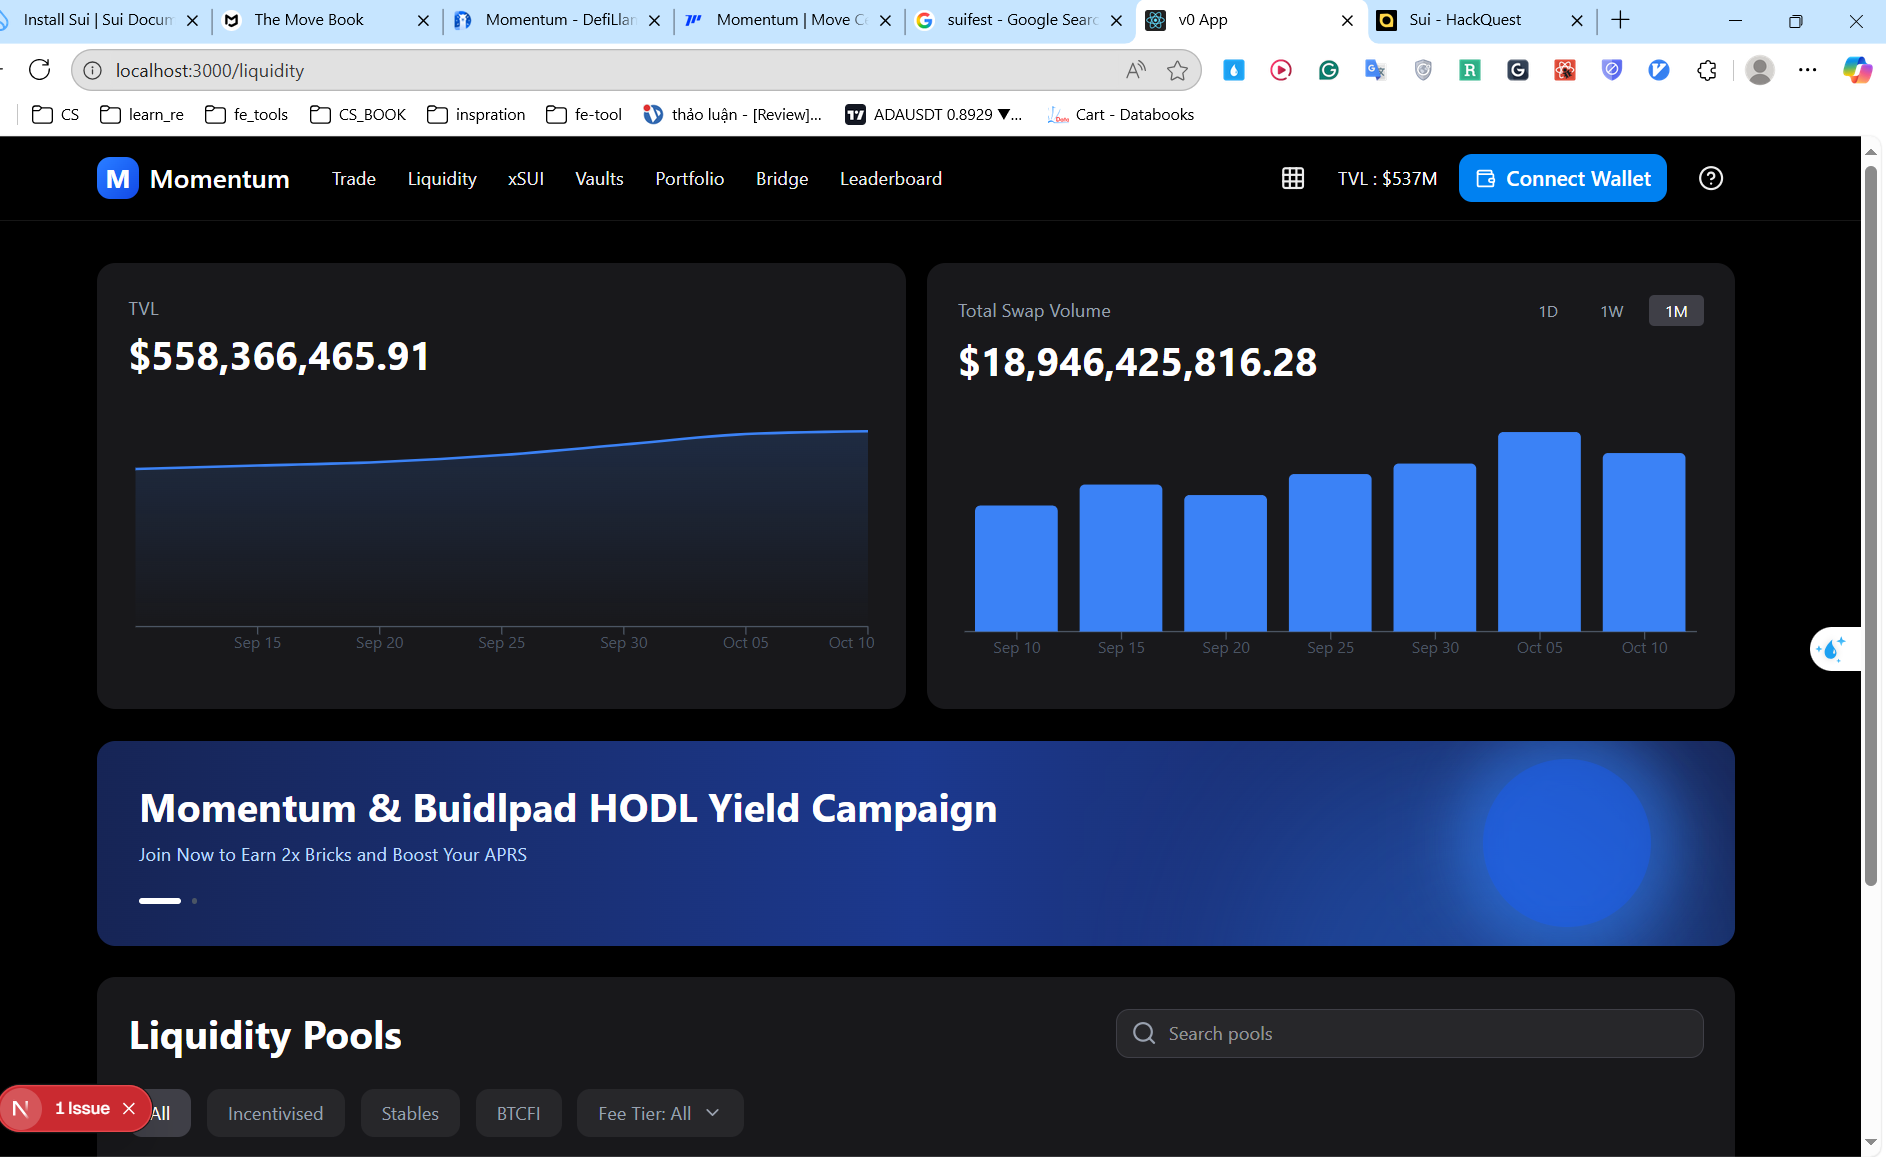 Install Sui | Sui Docum
The Move Book
Momentum - DefiLlan
Momentum | Move Ce
suifest - Google Searc
v0 App
Sui - HackQuest
localhost:3000/liquidity
CS
learn_re
fe_tools
CS_BOOK
inspration
fe-tool
thảo luận - [Review]...
ADAUSDT 0.8929 ▼...
Cart - Databooks
M Momentum
Trade
Liquidity
xSUI
Vaults
Portfolio
Bridge
Leaderboard
TVL : $537M
Connect Wallet
TVL
$558,366,465.91
Sep 15 Sep 20 Sep 25 Sep 30 Oct 05 Oct 10
Total Swap Volume
1D 1W 1M
$18,946,425,816.28
Sep 10 Sep 15 Sep 20 Sep 25 Sep 30 Oct 05 Oct 10
Momentum & Buidlpad HODL Yield Campaign
Join Now to Earn 2x Bricks and Boost Your APRS
Liquidity Pools
Search pools
N 1 Issue
All
Incentivised
Stables
BTCFI
Fee Tier: All